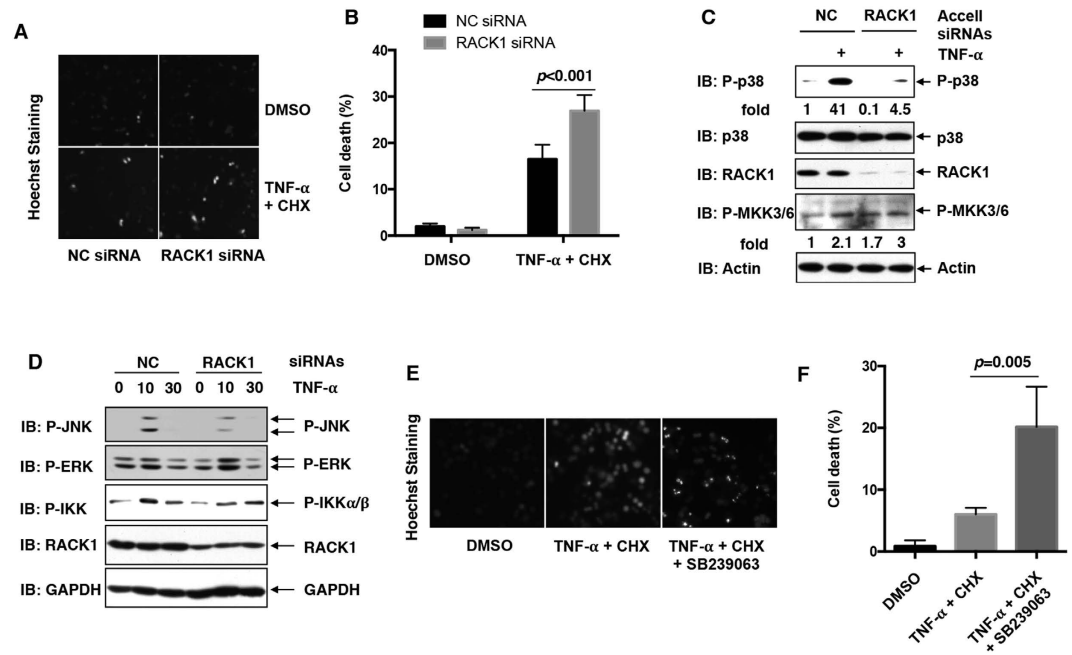 A
Hoechst Staining
DMSO
TNF-α
+ CHX
NC siRNA
RACK1 siRNA
B
NC siRNA
RACK1 siRNA
Cell death (%)
40
30
20
10
0
p<0.001
DMSO
TNF-α + CHX
C
NC RACK1 Accell
siRNAs
+ + TNF-α
IB: P-p38 P-p38
fold 1 41 0.1 4.5
IB: p38 p38
IB: RACK1 RACK1
IB: P-MKK3/6 P-MKK3/6
fold 1 2.1 1.7 3
IB: Actin Actin
D
NC RACK1 siRNAs
0 10 30 0 10 30 TNF-α
IB: P-JNK P-JNK
IB: P-ERK P-ERK
IB: P-IKK P-IKKα/β
IB: RACK1 RACK1
IB: GAPDH GAPDH
E
Hoechst Staining
DMSO
TNF-α + CHX
TNF-α + CHX
+ SB239063
F
Cell death (%)
30
20
10
0
p=0.005
DMSO
TNF-α + CHX
TNF-α + CHX
+ SB239063